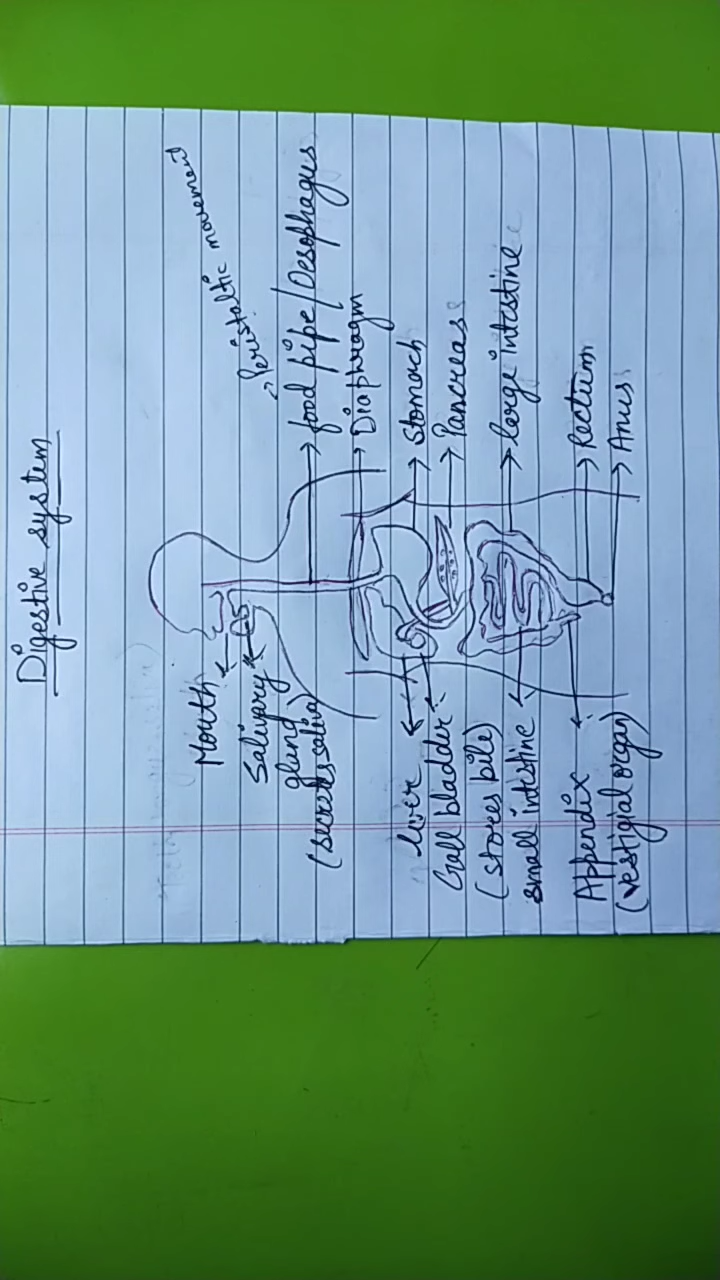 Digestive system
Peristaltic movement
food pipe/Oesophagus
Diaphragm
Stomach
Pancreas
large intestine
Rectum
Anus
Mouth
Salivary
gland
(secretes saliva)
liver
Gall bladder
(stores bile)
small intestine
Appendix
(vestigial organ)